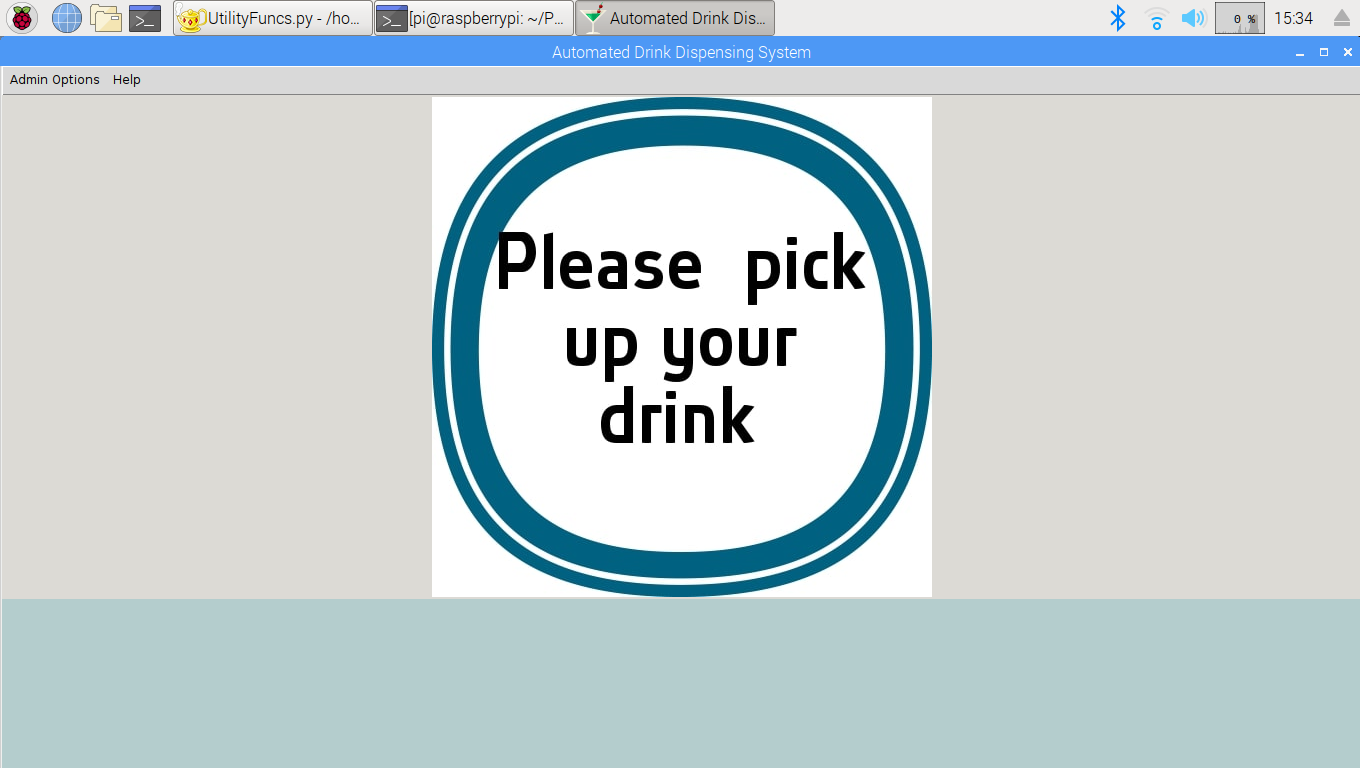 UtilityFuncs.py - /ho...
[pi@raspberrypi: ~/P...
Automated Drink Dis...
0 %
15:34
Automated Drink Dispensing System
Admin Options Help
Please pick
up your
drink